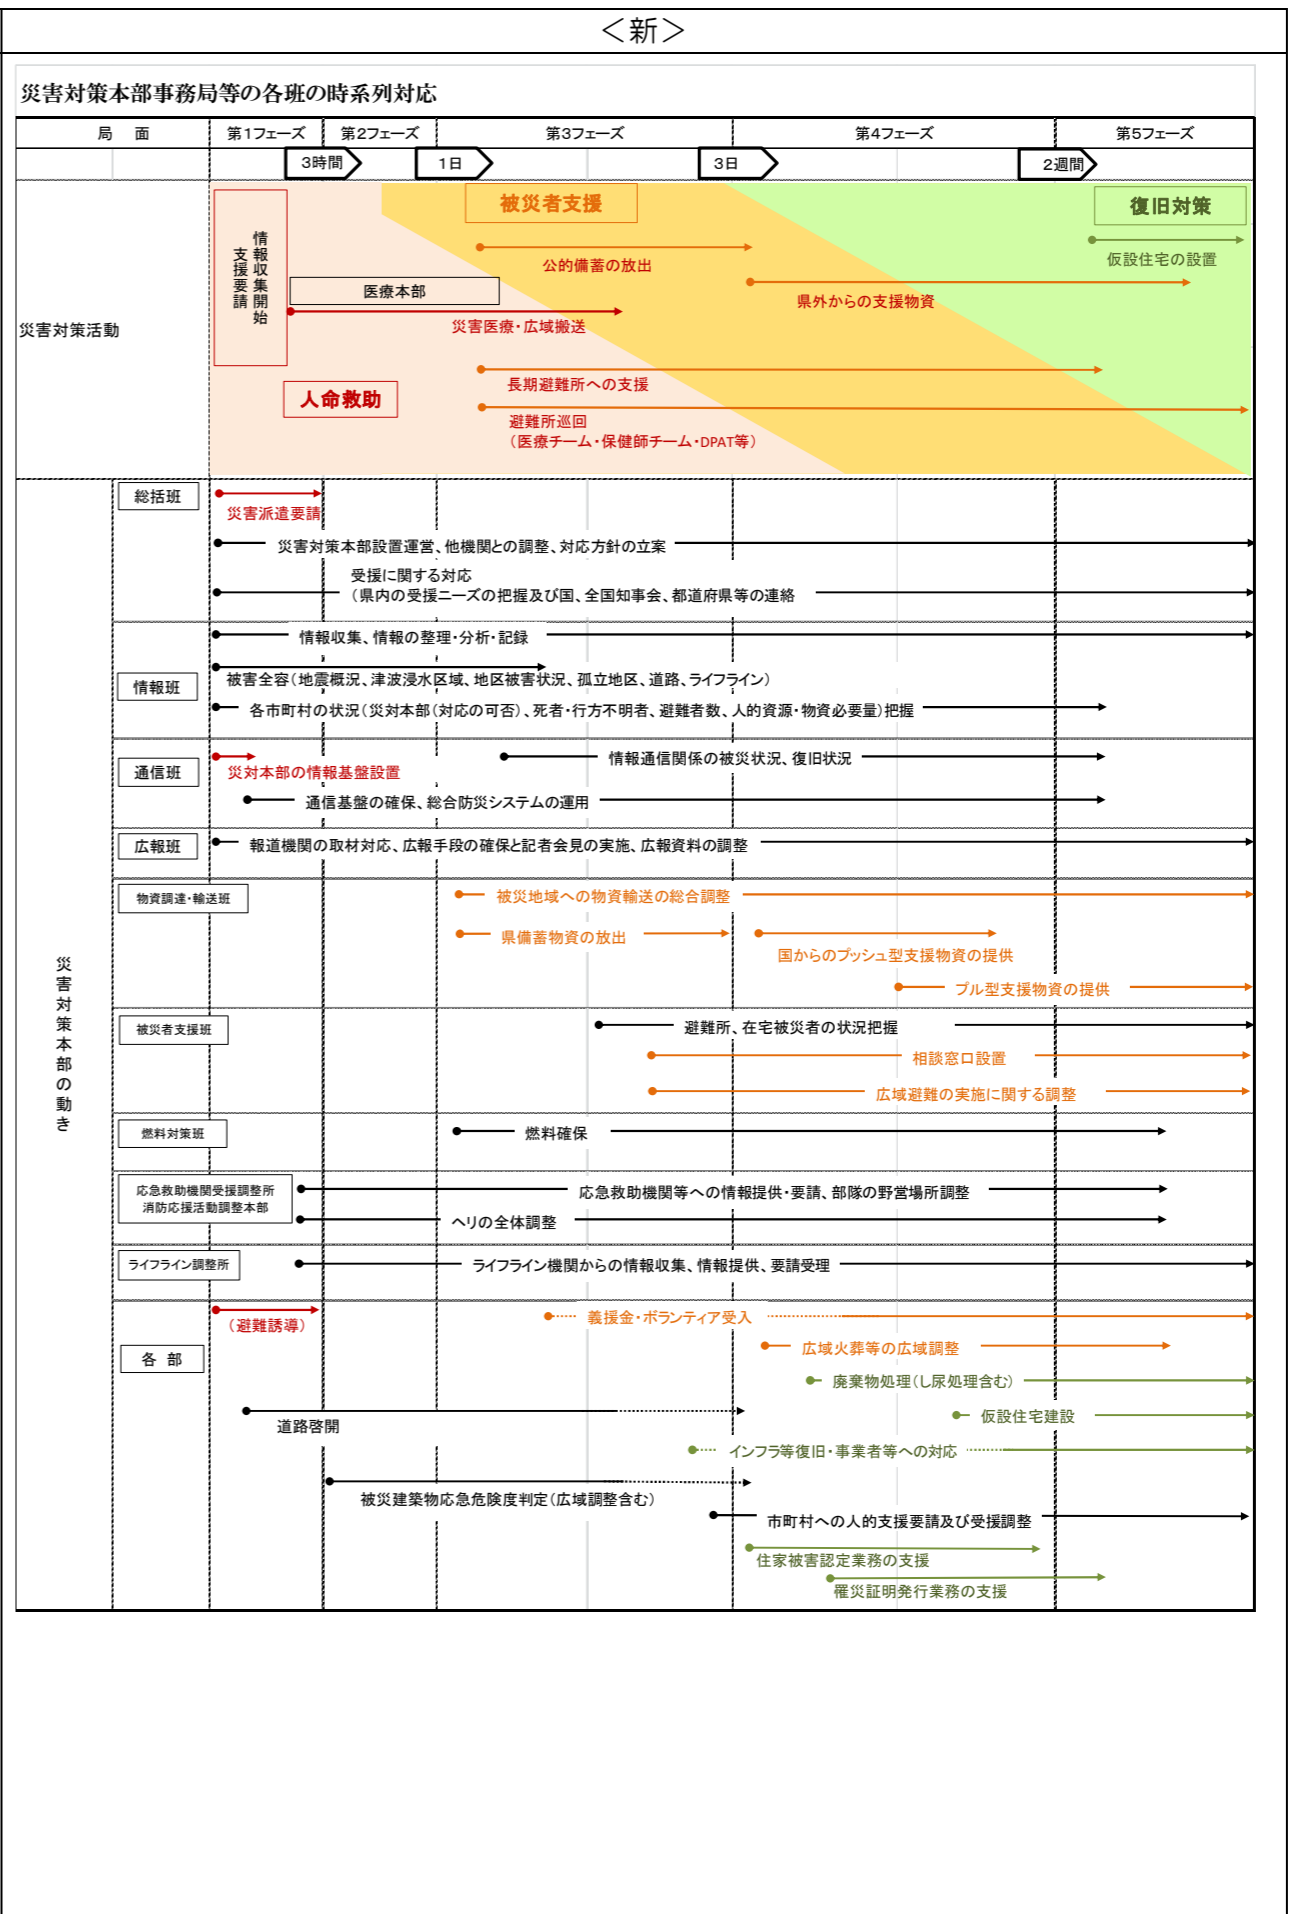 ＜新＞
災害対策本部事務局等の各班の時系列対応
局　面
第1フェーズ
第2フェーズ
第3フェーズ
第4フェーズ
第5フェーズ
3時間
1日
3日
2週間
災害対策活動
情報収集開始
支援要請
被災者支援
復旧対策
公的備蓄の放出
仮設住宅の設置
医療本部
県外からの支援物資
災害医療・広域搬送
長期避難所への支援
人命救助
避難所巡回
（医療チーム・保健師チーム・DPAT等）
災害対策本部の動き
総括班
災害派遣要請
災害対策本部設置運営、他機関との調整、対応方針の立案
受援に関する対応
（県内の受援ニーズの把握及び国、全国知事会、都道府県等の連絡
情報班
情報収集、情報の整理・分析・記録
被害全容（地震概況、津波浸水区域、地区被害状況、孤立地区、道路、ライフライン）
各市町村の状況（災対本部（対応の可否）、死者・行方不明者、避難者数、人的資源・物資必要量）把握
通信班
災対本部の情報基盤設置
情報通信関係の被災状況、復旧状況
通信基盤の確保、総合防災システムの運用
広報班
報道機関の取材対応、広報手段の確保と記者会見の実施、広報資料の調整
物資調達・輸送班
被災地域への物資輸送の総合調整
県備蓄物資の放出
国からのプッシュ型支援物資の提供
プル型支援物資の提供
被災者支援班
避難所、在宅被災者の状況把握
相談窓口設置
広域避難の実施に関する調整
燃料対策班
燃料確保
応急救助機関受援調整所
消防応援活動調整本部
応急救助機関等への情報提供・要請、部隊の野営場所調整
ヘリの全体調整
ライフライン調整所
ライフライン機関からの情報収集、情報提供、要請受理
各　部
（避難誘導）
義援金・ボランティア受入
広域火葬等の広域調整
廃棄物処理（し尿処理含む）
道路啓開
仮設住宅建設
インフラ等復旧・事業者等への対応
被災建築物応急危険度判定（広域調整含む）
市町村への人的支援要請及び受援調整
住家被害認定業務の支援
罹災証明発行業務の支援